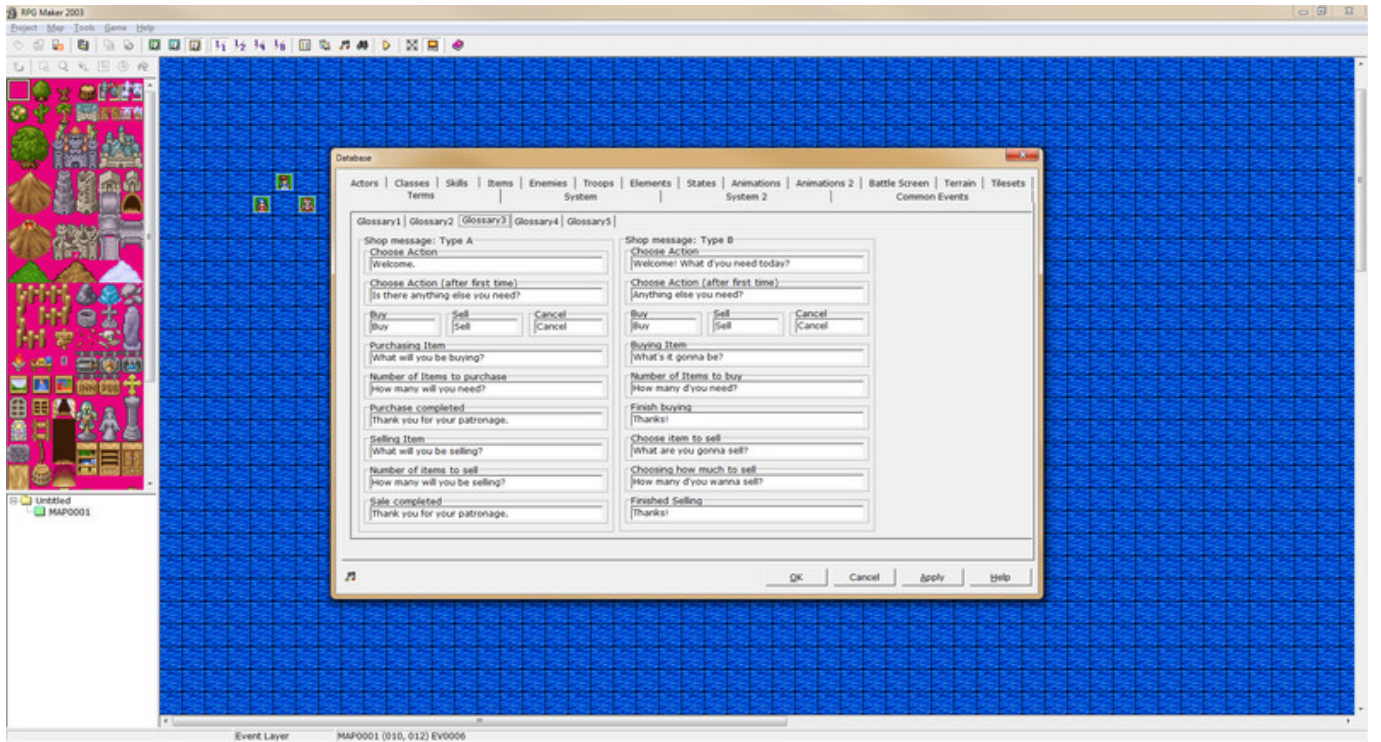 RPG Maker 2003
Project Map Tools Game Help
Database
Actors Classes Skills Items Enemies Troops Elements States Animations Animations 2 Battle Screen Terrain Tilesets
Terms System System 2 Common Events
Glossary1 Glossary2 Glossary3 Glossary4 Glossary5
Shop message: Type A
Choose Action
Welcome.
Choose Action (after first time)
Is there anything else you need?
Buy Sell Cancel
Buy Sell Cancel
Purchasing Item
What will you be buying?
Number of Items to purchase
How many will you need?
Purchase completed
Thank you for your patronage.
Selling Item
What will you be selling?
Number of items to sell
How many will you be selling?
Sale completed
Thank you for your patronage.
Shop message: Type B
Choose Action
Welcome! What d'you need today?
Choose Action (after first time)
Anything else you need?
Buy Sell Cancel
Buy Sell Cancel
Buying Item
What's it gonna be?
Number of Items to buy
How many d'you need?
Finish buying
Thanks!
Choose item to sell
What are you gonna sell?
Choosing how much to sell
How many d'you wanna sell?
Finished Selling
Thanks!
OK Cancel Apply Help
INN PUB
Untitled
MAP0001
Event Layer MAP0001 (010, 012) EV0006